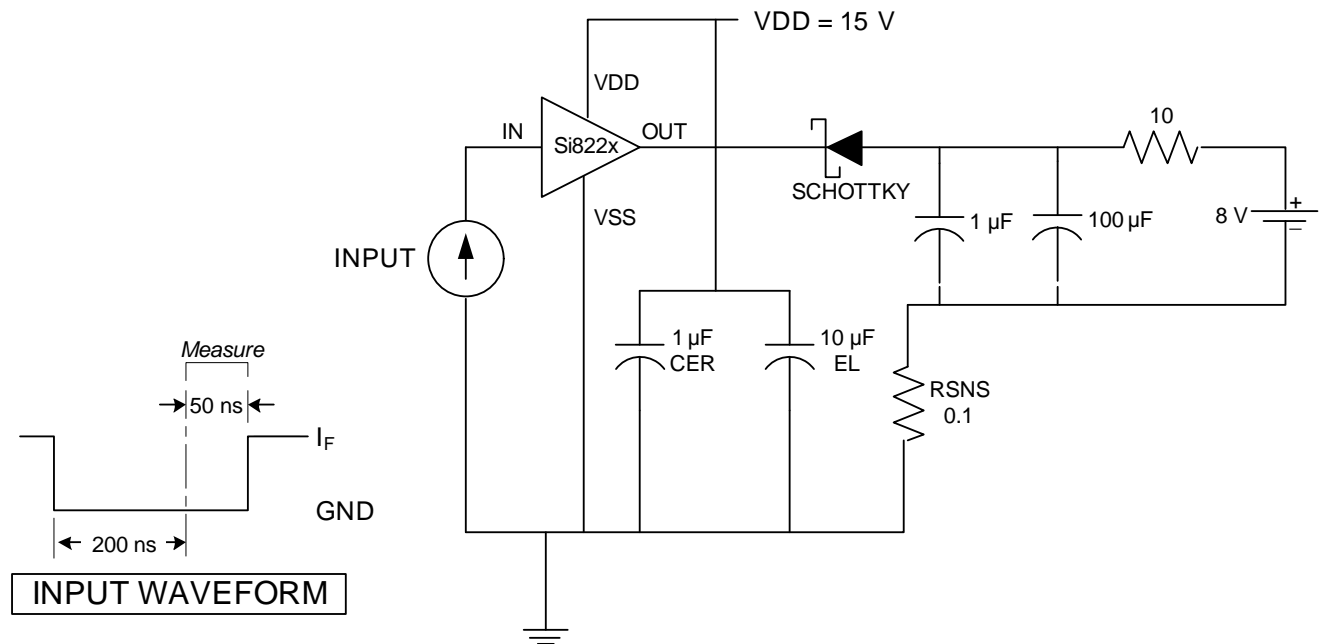 VDD = 15 V
VDD
10
IN
OUT
Si822x
SCHOTTKY
VSS
1 µF
100 µF
8 V
+
–
INPUT
1 µF
CER
10 µF
EL
Measure
RSNS
0.1
50 ns
IF
GND
200 ns
INPUT WAVEFORM